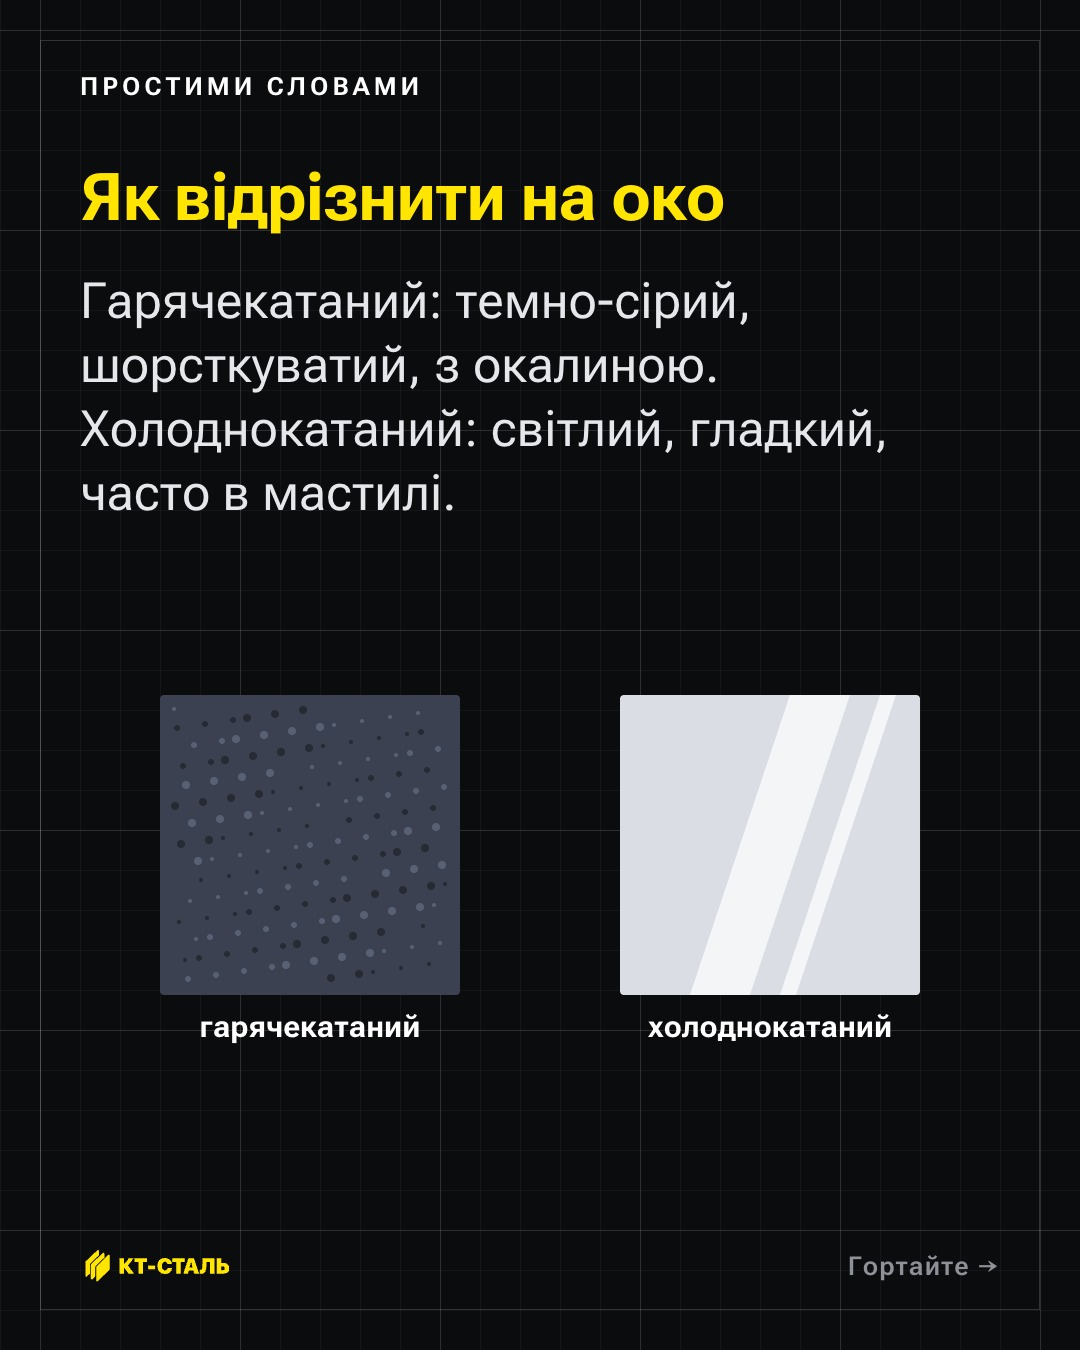 ПРОСТИМИ СЛОВАМИ
Як відрізнити на око
Гарячекатаний: темно-сірий,
шорсткуватий, з окалиною.
Холоднокатаний: світлий, гладкий,
часто в мастилі.
гарячекатаний
холоднокатаний
КТ-СТАЛЬ
Гортайте →